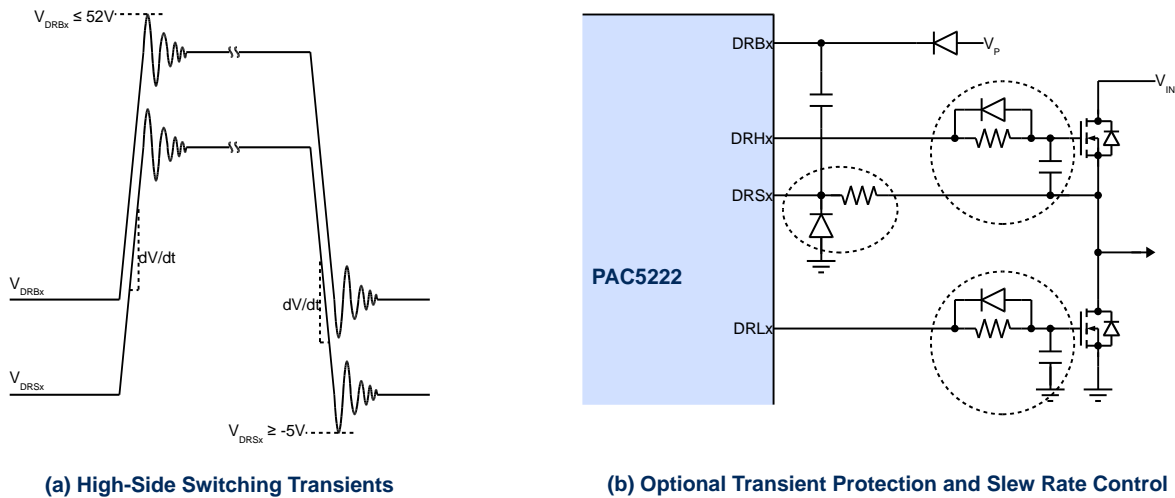 V_DRBx ≤ 52V
dV/dt
dV/dt
V_DRBx
V_DRSx
V_DRSx ≥ -5V
(a) High-Side Switching Transients
DRBx
V_P
V_IN
DRHx
DRSx
PAC5222
DRLx
(b) Optional Transient Protection and Slew Rate Control